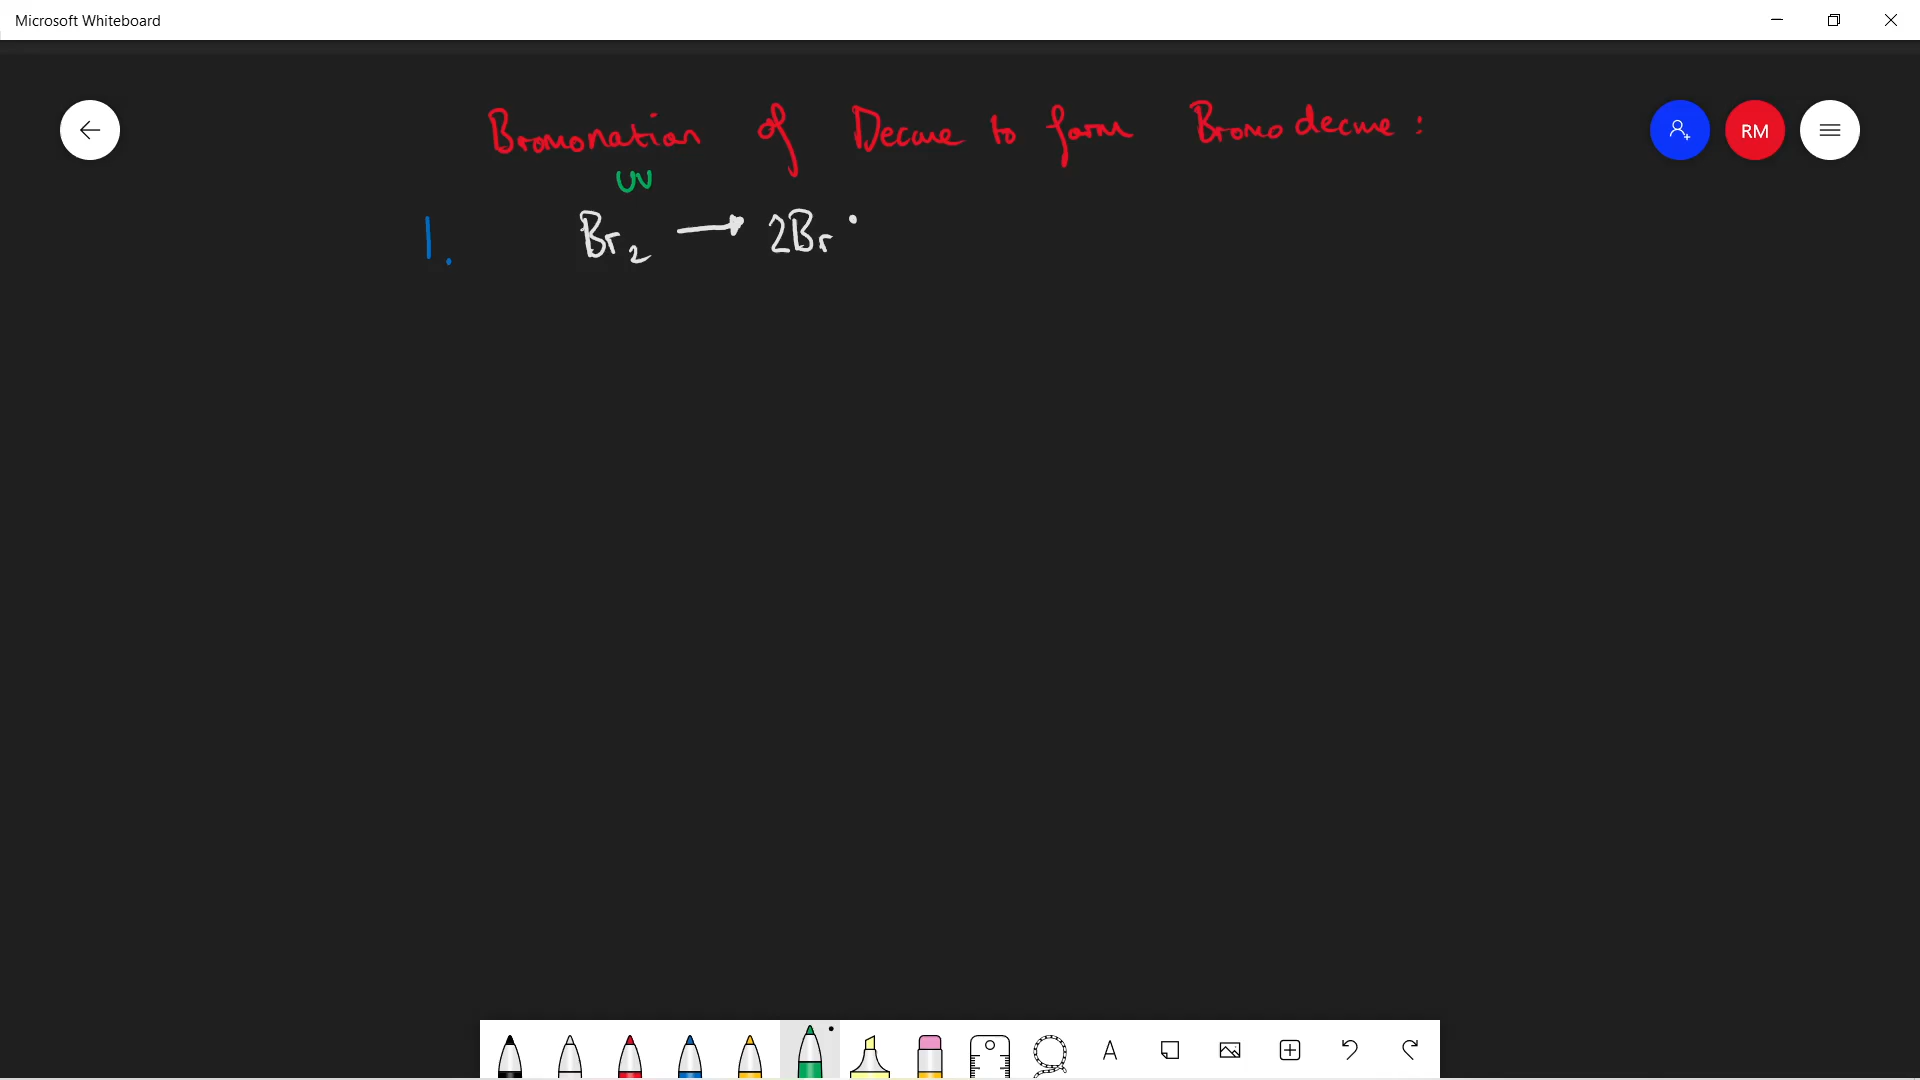 Microsoft Whiteboard
Bromonation of Decane to form Bromodecane :
RM
UV
1. Br₂ → 2Br •
A